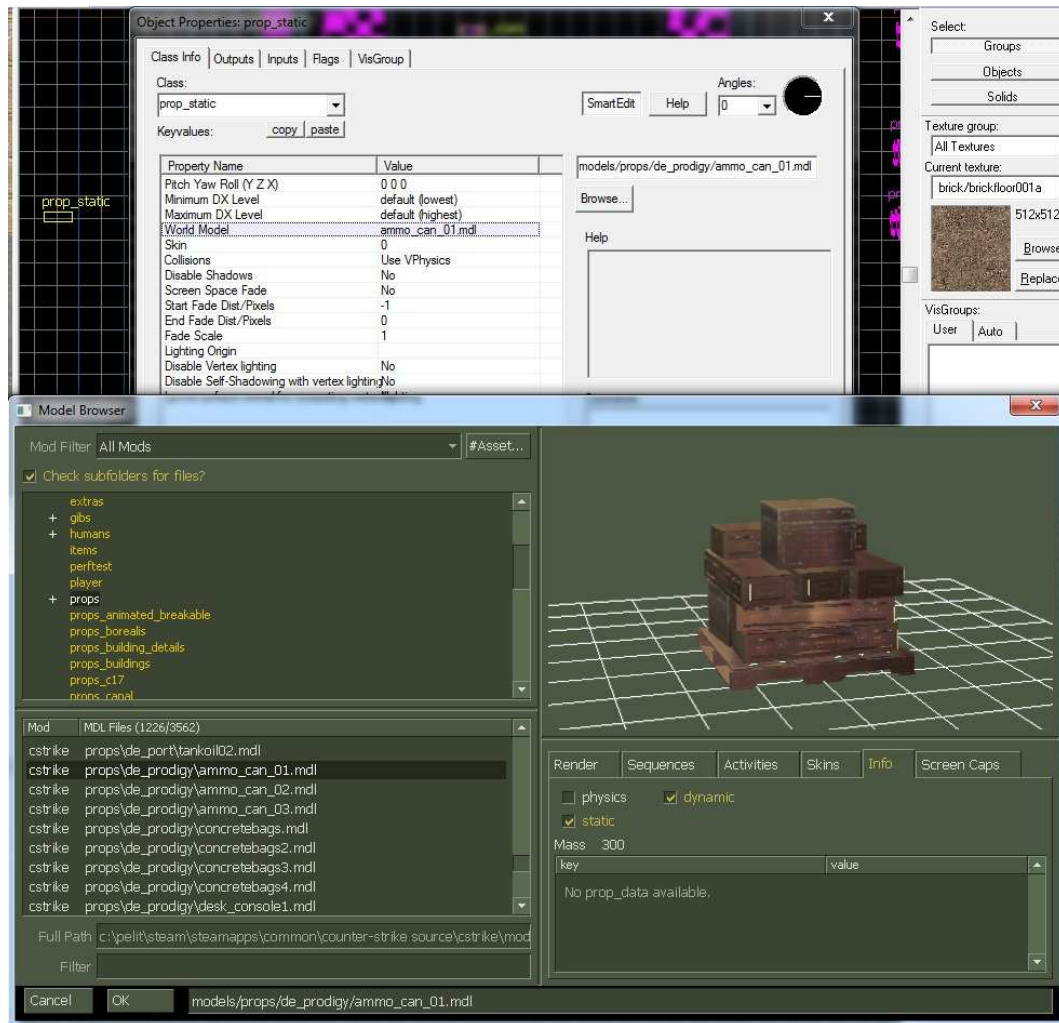 Object Properties: prop_static
Class Info Outputs Inputs Flags VisGroup
Class:
prop_static
Keyvalues: copy paste
SmartEdit Help
Angles:
0
Property Name Value
Pitch Yaw Roll (Y Z X) 0 0 0
Minimum DX Level default (lowest)
Maximum DX Level default (highest)
World Model ammo_can_01.mdl
Skin 0
Collisions Use VPhysics
Disable Shadows No
Screen Space Fade No
Start Fade Dist/Pixels -1
End Fade Dist/Pixels 0
Fade Scale 1
Lighting Origin
Disable Vertex lighting No
Disable Self-Shadowing with vertex lighting No
models/props/de_prodigy/ammo_can_01.mdl
Browse...
Help
prop_static
Select:
Groups
Objects
Solids
Texture group:
All Textures
Current texture:
brick/brickfloor001a
512x512
Browse
Replac
VisGroups:
User Auto
Model Browser
Mod Filter All Mods #Asset...
Check subfolders for files?
extras
+ gibs
+ humans
items
perftest
player
+ props
props_animated_breakable
props_borealis
props_building_details
props_buildings
props_c17
props_canal
Mod MDL Files (1226/3562)
cstrike props\de_port\tankoil02.mdl
cstrike props\de_prodigy\ammo_can_01.mdl
cstrike props\de_prodigy\ammo_can_02.mdl
cstrike props\de_prodigy\ammo_can_03.mdl
cstrike props\de_prodigy\concretebags.mdl
cstrike props\de_prodigy\concretebags2.mdl
cstrike props\de_prodigy\concretebags3.mdl
cstrike props\de_prodigy\concretebags4.mdl
cstrike props\de_prodigy\desk_console1.mdl
Full Path c:\pelit\steam\steamapps\common\counter-strike source\cstrike\mod
Filter
Render Sequences Activities Skins Info Screen Caps
physics dynamic
static
Mass 300
key value
No prop_data available.
Cancel OK models/props/de_prodigy/ammo_can_01.mdl